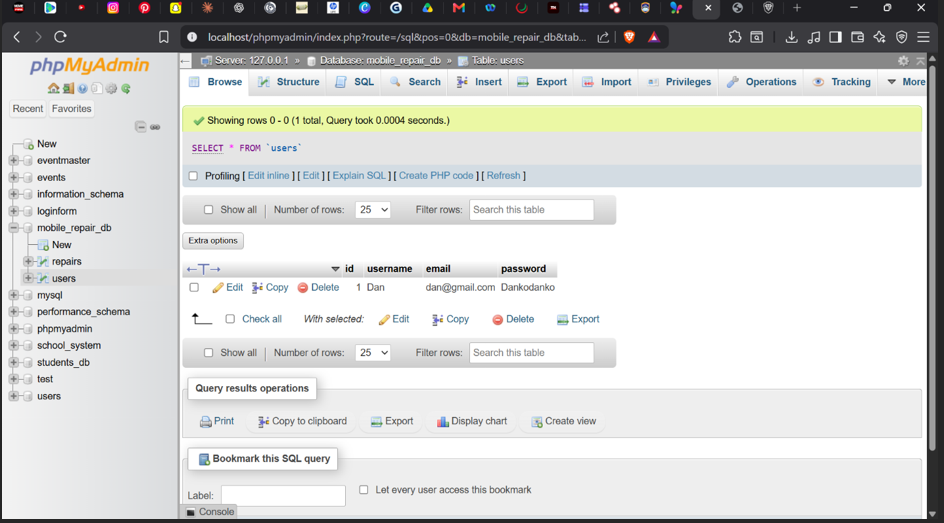 localhost/phpmyadmin/index.php?route=/sql&pos=0&db=mobile_repair_db&tab...
phpMyAdmin
Recent Favorites
New
eventmaster
events
information_schema
loginform
mobile_repair_db
New
repairs
users
mysql
performance_schema
phpmyadmin
school_system
students_db
test
users
Server: 127.0.0.1 » Database: mobile_repair_db » Table: users
Browse Structure SQL Search Insert Export Import Privileges Operations Tracking More
Showing rows 0 - 0 (1 total, Query took 0.0004 seconds.)
SELECT * FROM `users`
Profiling [ Edit inline ] [ Edit ] [ Explain SQL ] [ Create PHP code ] [ Refresh ]
Show all | Number of rows: 25 Filter rows: Search this table
Extra options
←T→ id username email password
Edit Copy Delete 1 Dan dan@gmail.com Dankodanko
Check all With selected: Edit Copy Delete Export
Show all | Number of rows: 25 Filter rows: Search this table
Query results operations
Print Copy to clipboard Export Display chart Create view
Bookmark this SQL query
Label: Let every user access this bookmark
Console